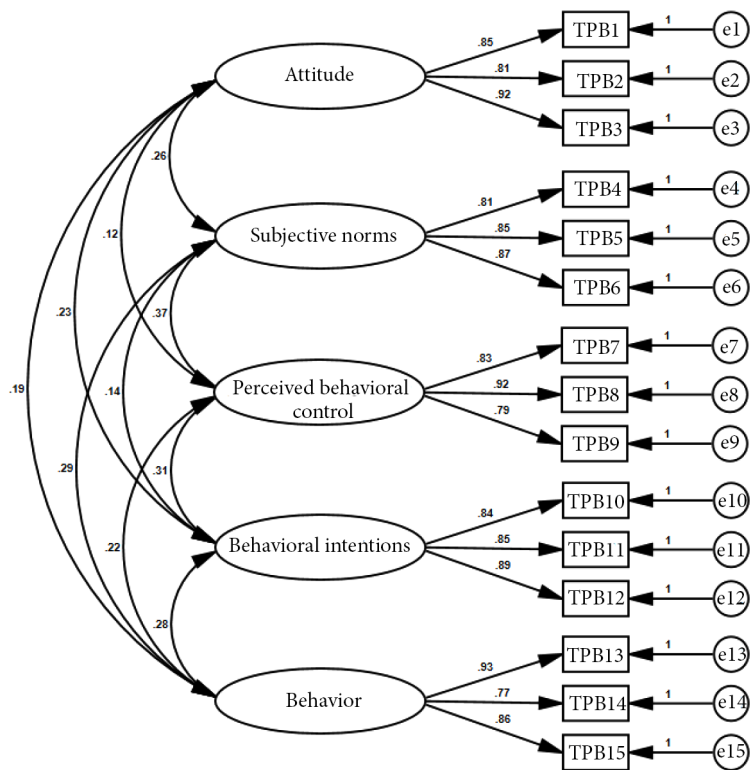 TPB1
1
e1
.85
Attitude
.81
TPB2
1
e2
.92
TPB3
1
e3
.26
.81
TPB4
1
e4
.12
Subjective norms
.85
TPB5
1
e5
.87
TPB6
1
e6
.23
.37
.83
TPB7
1
e7
.19
.14
Perceived behavioral
control
.92
TPB8
1
e8
.79
TPB9
1
e9
.29
.31
.84
TPB10
1
e10
.22
Behavioral intentions
.85
TPB11
1
e11
.89
TPB12
1
e12
.28
.93
TPB13
1
e13
Behavior
.77
TPB14
1
e14
.86
TPB15
1
e15